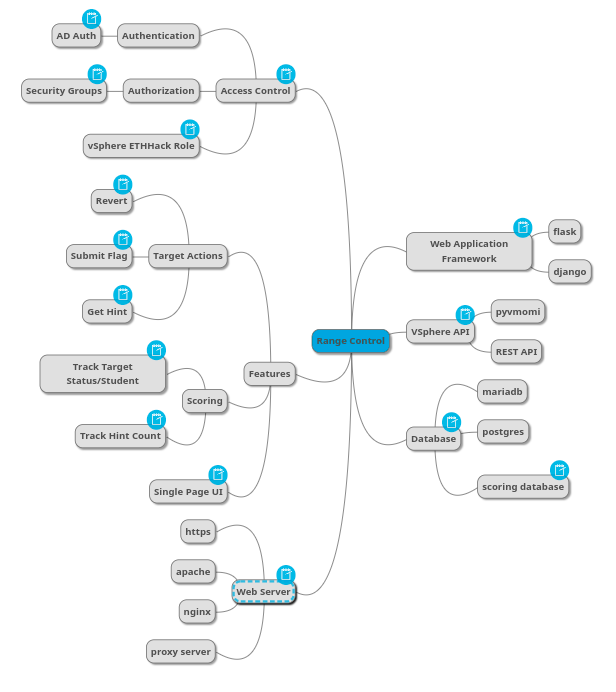 AD Auth
Authentication
Security Groups
Authorization
Access Control
vSphere ETHHack Role
Revert
Submit Flag
Target Actions
Get Hint
Track Target
Status/Student
Scoring
Track Hint Count
Features
Single Page UI
https
apache
Web Server
nginx
proxy server
Range Control
Web Application
Framework
flask
django
VSphere API
pyvmomi
REST API
Database
mariadb
postgres
scoring database